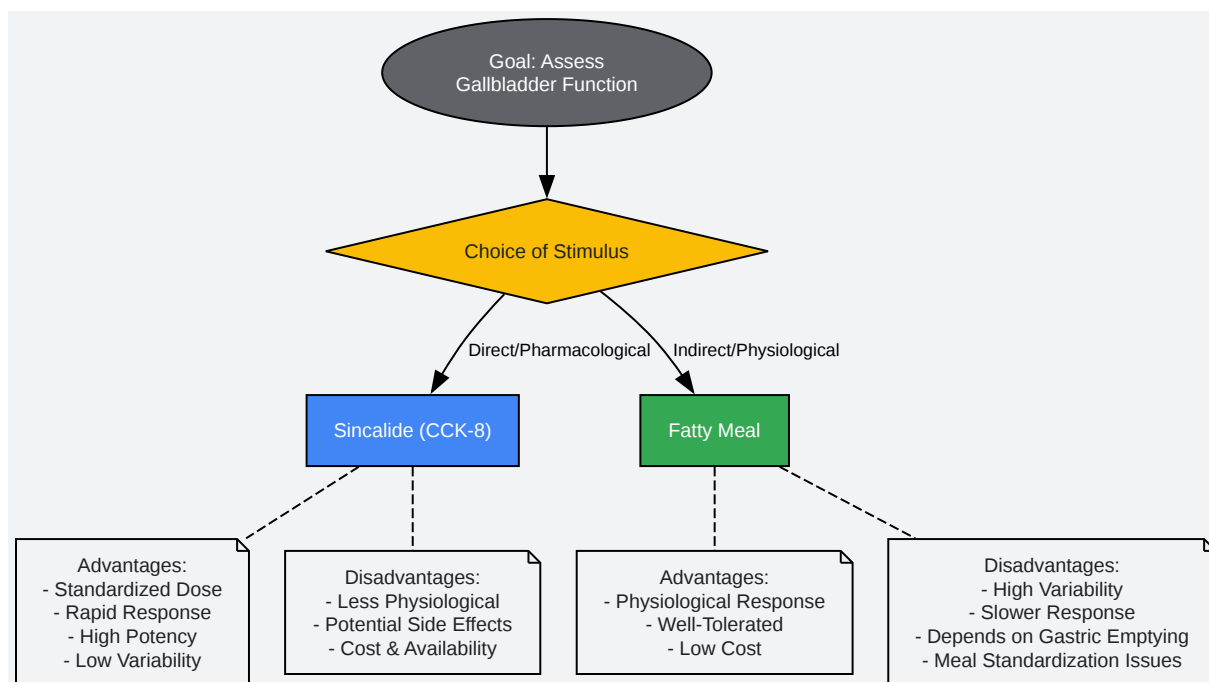 Goal: Assess
Gallbladder Function
Choice of Stimulus
Direct/Pharmacological
Indirect/Physiological
Sincalide (CCK-8)
Fatty Meal
Advantages:
- Standardized Dose
- Rapid Response
- High Potency
- Low Variability
Disadvantages:
- Less Physiological
- Potential Side Effects
- Cost & Availability
Advantages:
- Physiological Response
- Well-Tolerated
- Low Cost
Disadvantages:
- High Variability
- Slower Response
- Depends on Gastric Emptying
- Meal Standardization Issues